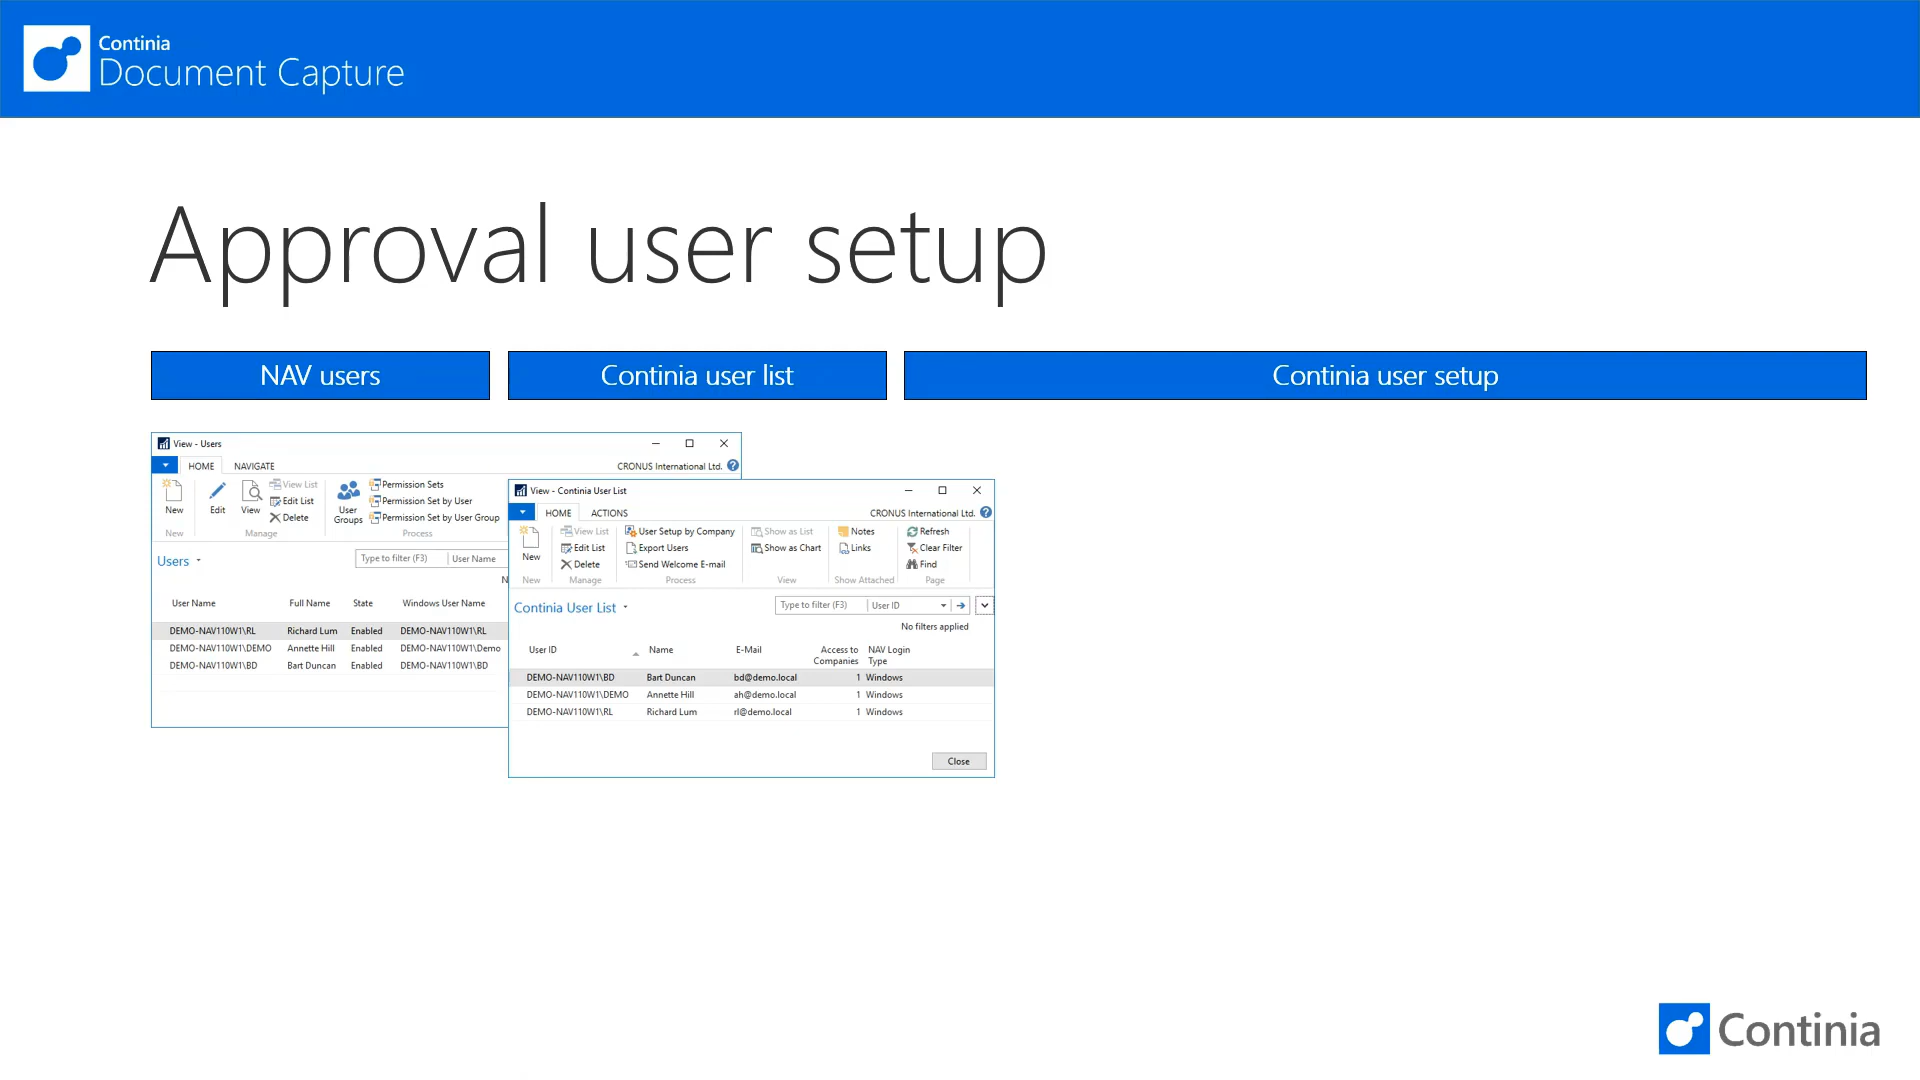 Continia
Document Capture
Approval user setup
NAV users
Continia user list
Continia user setup
View - Users
HOME
NAVIGATE
CRONUS International Ltd.
New
Edit
View
View List
Edit List
Delete
User
Groups
Permission Sets
Permission Set by User
Permission Set by User Group
New
Manage
Process
Users
Type to filter (F3)
User Name
N
User Name
Full Name
State
Windows User Name
DEMO-NAV110W1\RL Richard Lum Enabled DEMO-NAV110W1\RL
DEMO-NAV110W1\DEMO Annette Hill Enabled DEMO-NAV110W1\Demo
DEMO-NAV110W1\BD Bart Duncan Enabled DEMO-NAV110W1\BD
View - Continia User List
HOME
ACTIONS
CRONUS International Ltd.
New
View List
Edit List
Delete
User Setup by Company
Export Users
Send Welcome E-mail
Show as List
Show as Chart
Notes
Links
Refresh
Clear Filter
Find
New
Manage
Process
View
Show Attached
Page
Continia User List
Type to filter (F3)
User ID
No filters applied
User ID
Name
E-Mail
Access to
Companies
NAV Login
Type
DEMO-NAV110W1\BD Bart Duncan bd@demo.local 1 Windows
DEMO-NAV110W1\DEMO Annette Hill ah@demo.local 1 Windows
DEMO-NAV110W1\RL Richard Lum rl@demo.local 1 Windows
Close
Continia